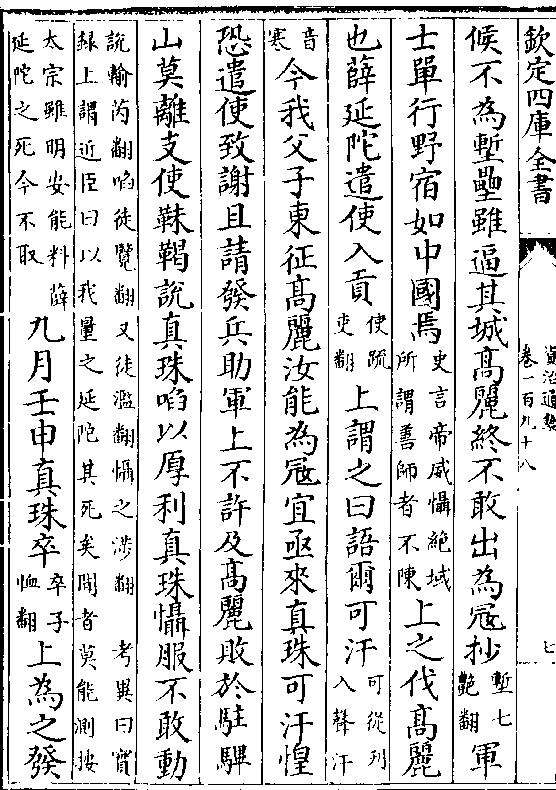 欽定四庫全書
資治通鑑
卷一百九十八
七
候不為塹壘雖逼其城高麗終不敢出為冦抄塹七豔翻軍
士單行野宿如中國焉史言帝威懾絶域所謂善師者不陳上之伐高麗
也薛延陀遣使入貢使疏吏翻上謂之曰語爾可汗可從刋入聲汗
音寒今我父子東征高麗汝能為冦宜亟來真珠可汗惶
恐遣使致謝且請發兵助軍上不許及高麗敗於駐驆
山莫離支使靺鞨說真珠啗以厚利真珠懾服不敢動
說輸芮翻啗徒覽翻又徒濫翻懾之涉翻　考異曰實録上謂近臣曰以我量之延陀其死矣聞者莫能測按
太宗雖明安能料薛延陀之死今不取九月壬申真珠卒卒子恤翻上為之發